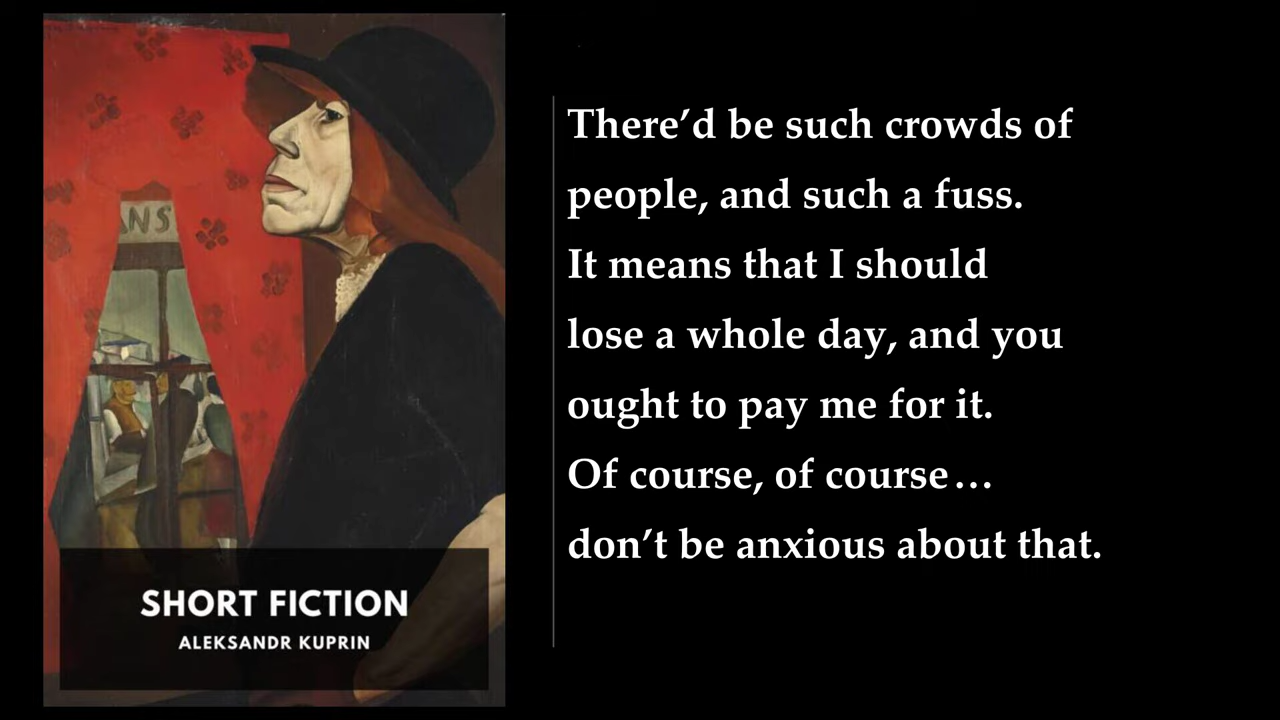 ANS
SHORT FICTION
ALEKSANDR KUPRIN
There’d be such crowds of
people, and such a fuss.
It means that I should
lose a whole day, and you
ought to pay me for it.
Of course, of course…
don’t be anxious about that.